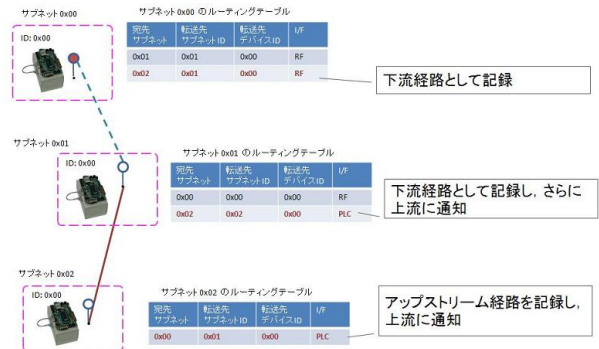 サブネット 0x00
ID: 0x00
サブネット 0x00 のルーティングテーブル
宛先 サブネット 転送先 サブネットID 転送先 デバイスID I/F
0x01 0x01 0x00 RF
0x02 0x01 0x00 RF
下流経路として記録
サブネット 0x01
ID: 0x00
サブネット 0x01 のルーティングテーブル
宛先 サブネット 転送先 サブネットID 転送先 デバイスID I/F
0x00 0x00 0x00 RF
0x02 0x02 0x00 PLC
下流経路として記録し, さらに
上流に通知
サブネット 0x02
ID: 0x00
サブネット 0x02 のルーティングテーブル
宛先 サブネット 転送先 サブネットID 転送先 デバイスID I/F
0x00 0x01 0x00 PLC
アップストリーム経路を記録し,
上流に通知